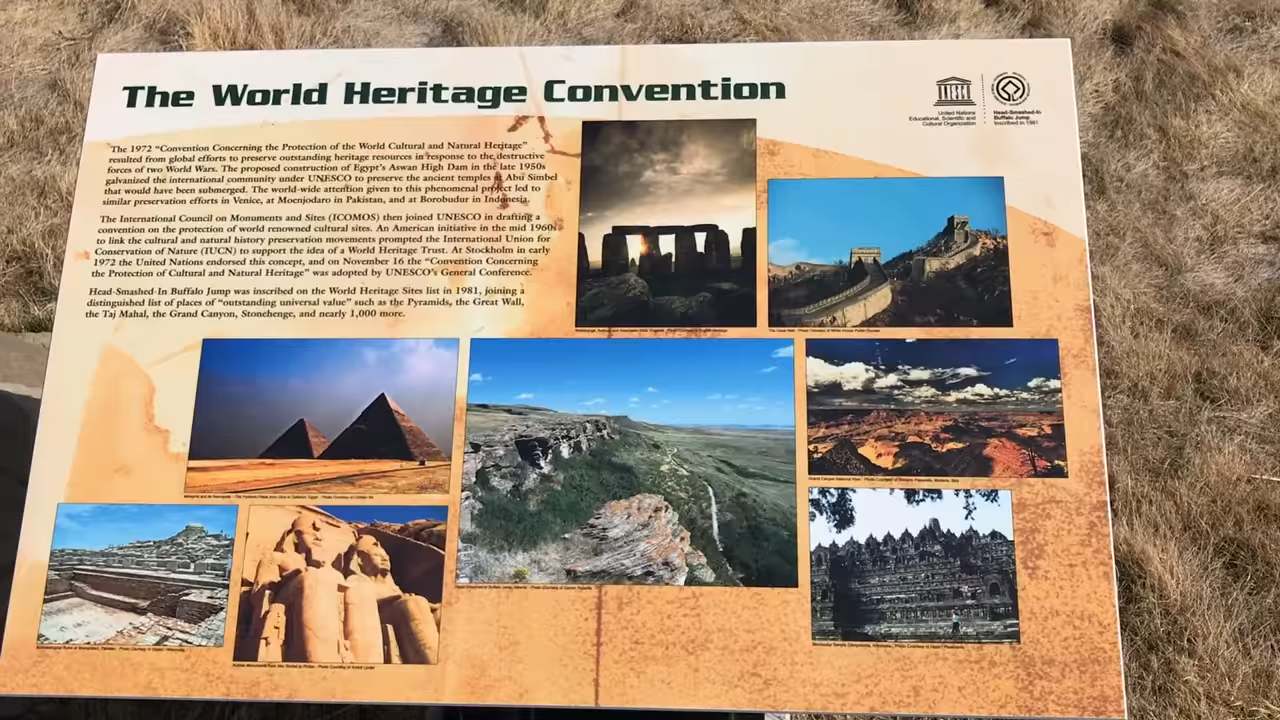 The World Heritage Convention
United Nations
Educational, Scientific and
Cultural Organization
Head-Smashed-In
Buffalo Jump
Inscribed in 1981
The 1972 “Convention Concerning the Protection of the World Cultural and Natural Heritage”
resulted from global efforts to preserve outstanding heritage resources in response to the destructive
forces of two World Wars. The proposed construction of Egypt's Aswan High Dam in the late 1950s
galvanized the international community under UNESCO to preserve the ancient temples of Abu Simbel
that would have been submerged. The world-wide attention given to this phenomenal project led to
similar preservation efforts in Venice, at Moenjodaro in Pakistan, and at Borobudur in Indonesia.
The International Council on Monuments and Sites (ICOMOS) then joined UNESCO in drafting a
convention on the protection of world renowned cultural sites. An American initiative in the mid 1960s
to link the cultural and natural history preservation movements prompted the International Union for
Conservation of Nature (IUCN) to support the idea of a World Heritage Trust. At Stockholm in early
1972 the United Nations endorsed this concept, and on November 16 the “Convention Concerning
the Protection of Cultural and Natural Heritage” was adopted by UNESCO's General Conference.
Head-Smashed-In Buffalo Jump was inscribed on the World Heritage Sites list in 1981, joining a
distinguished list of places of “outstanding universal value” such as the Pyramids, the Great Wall,
the Taj Mahal, the Grand Canyon, Stonehenge, and nearly 1,000 more.